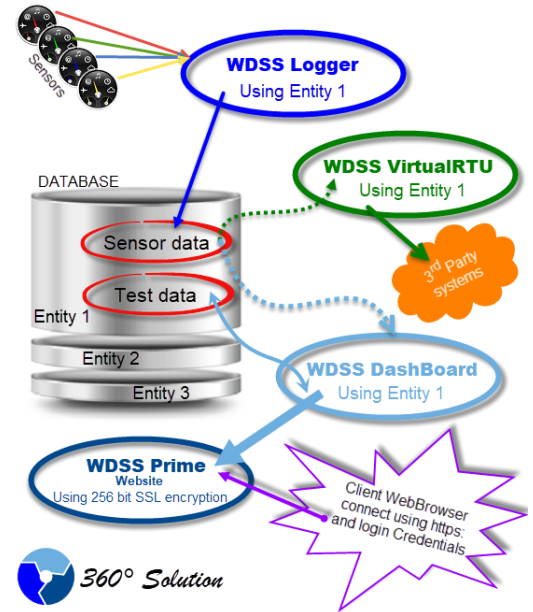 Sensors
WDSS Logger
Using Entity 1
WDSS VirtualRTU
Using Entity 1
DATABASE
Sensor data
3rd Party
systems
Test data
Entity 1
Entity 2
Entity 3
WDSS DashBoard
Using Entity 1
WDSS Prime
Website
Using 256 bit SSL encryption
Client WebBrowser
connect using https:
and login Credentials
360° Solution